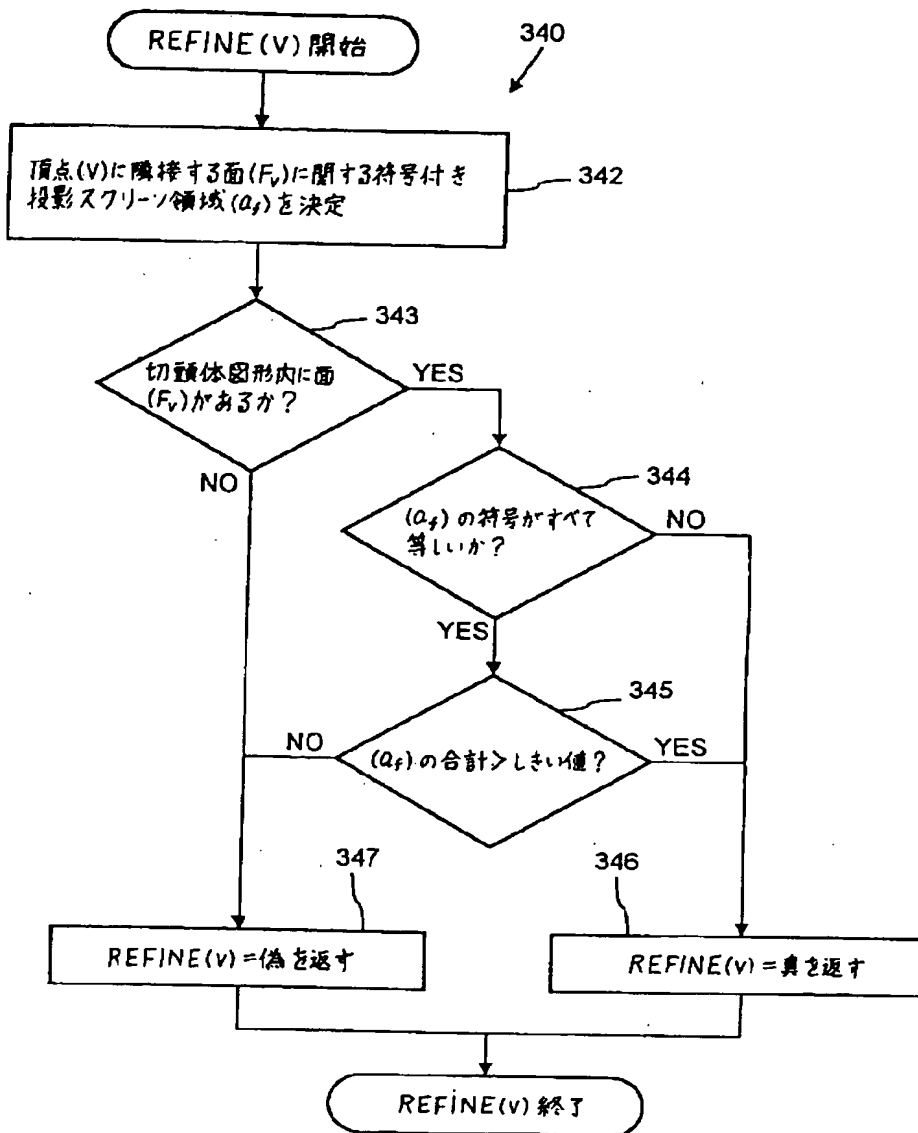 REFINE(V)開始
340
頂点(V)に隣接する面(Fv)に関する符号付き
投影スクリーン領域(af)を決定
342
343
切頭体図形内に面
(Fv)があるか?
YES
NO
344
(af)の符号がすべて
等しいか?
NO
YES
345
(af)の合計>しきい値?
NO
YES
347
346
REFINE(v)=偽を返す
REFINE(v)=真を返す
REFINE(v)終了